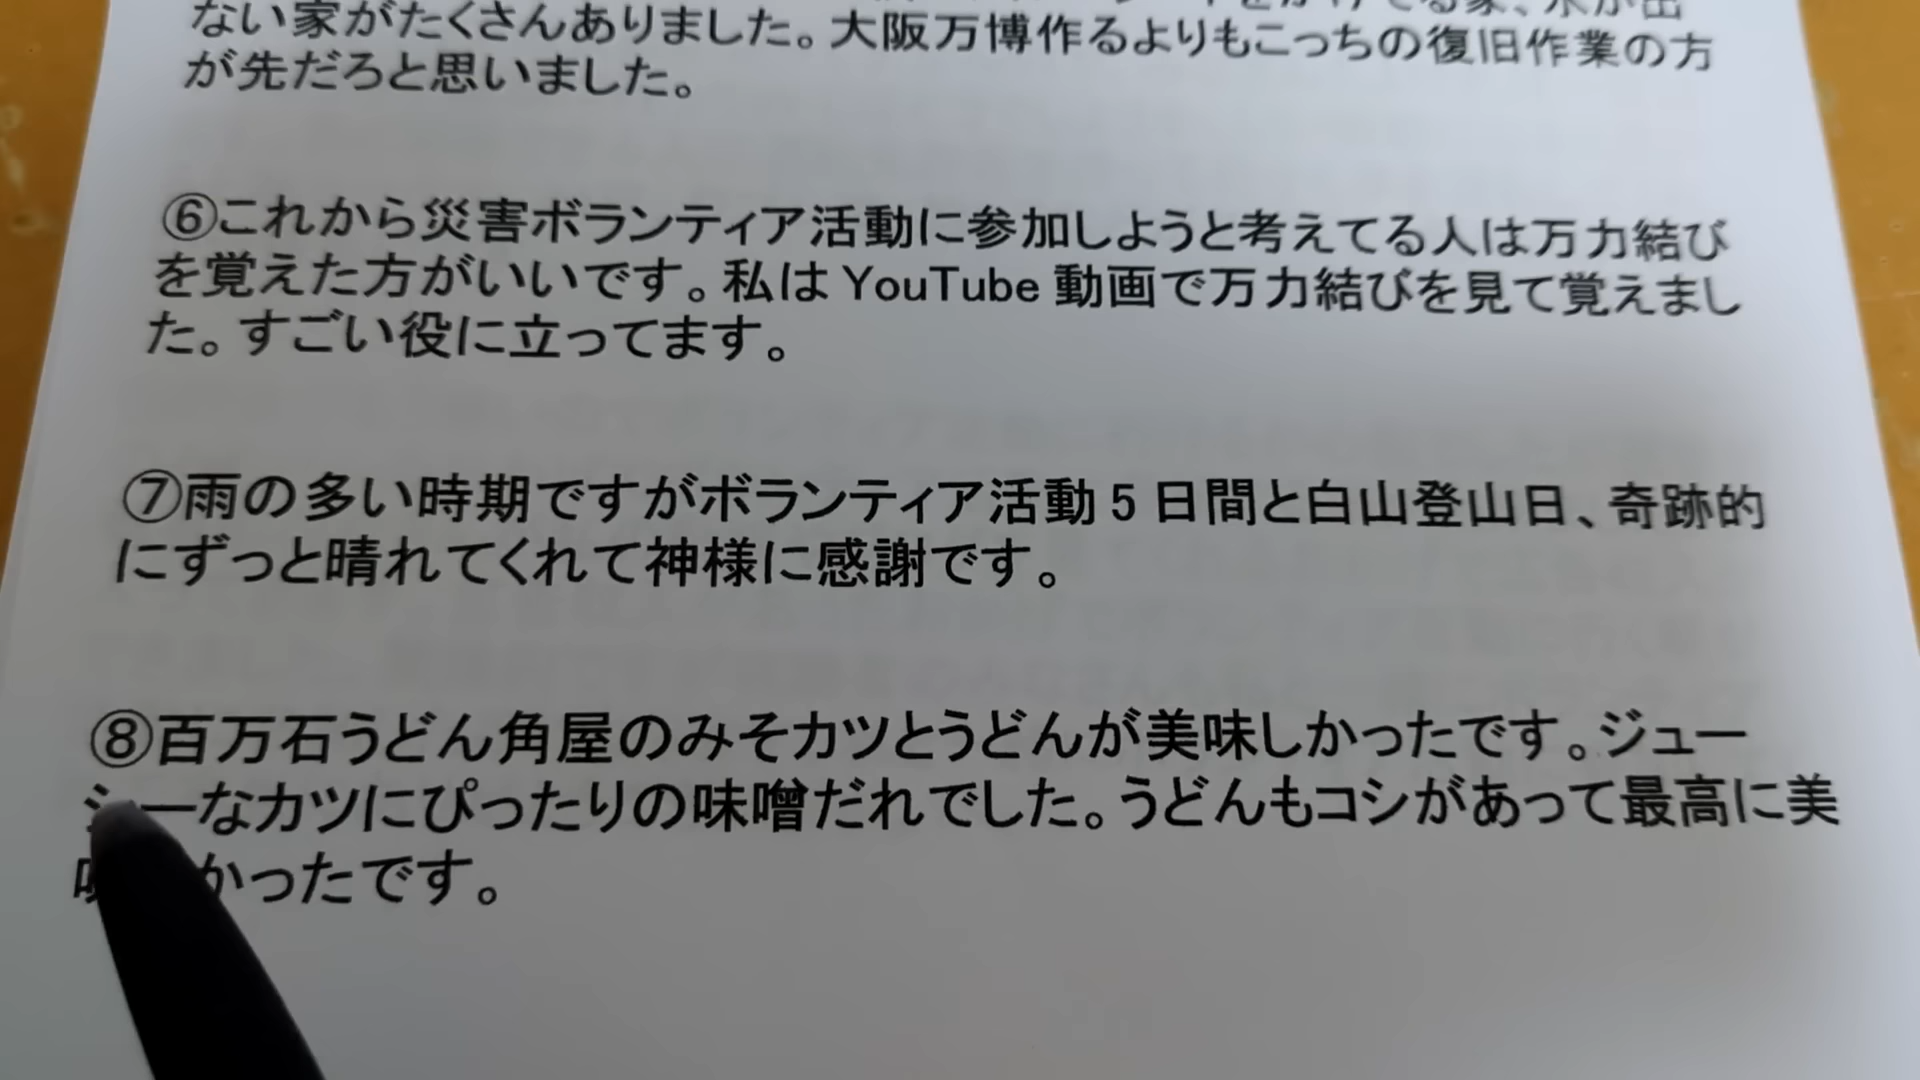 ない家がたくさんありました。大阪万博作るよりもこっちの復旧作業の方
が先だろと思いました。
⑥これから災害ボランティア活動に参加しようと考えてる人は万力結び
を覚えた方がいいです。私は YouTube 動画で万力結びを見て覚えまし
た。すごい役に立ってます。
⑦雨の多い時期ですがボランティア活動 5 日間と白山登山日、奇跡的
にずっと晴れてくれて神様に感謝です。
⑧百万石うどん角屋のみそカツとうどんが美味しかったです。ジュー
シーなカツにぴったりの味噌だれでした。うどんもコシがあって最高に美
かったです。